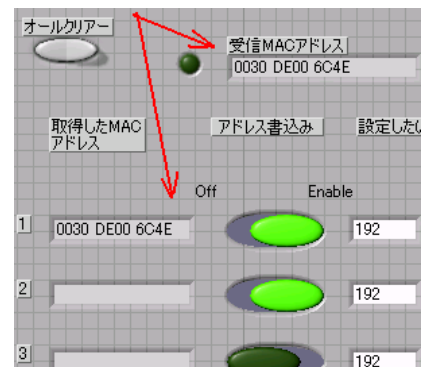 オールクリアー
受信MACアドレス
0030 DE00 6C4E
取得したMAC
アドレス
アドレス書込み
設定した
Off
Enable
1
0030 DE00 6C4E
192
2
192
3
192